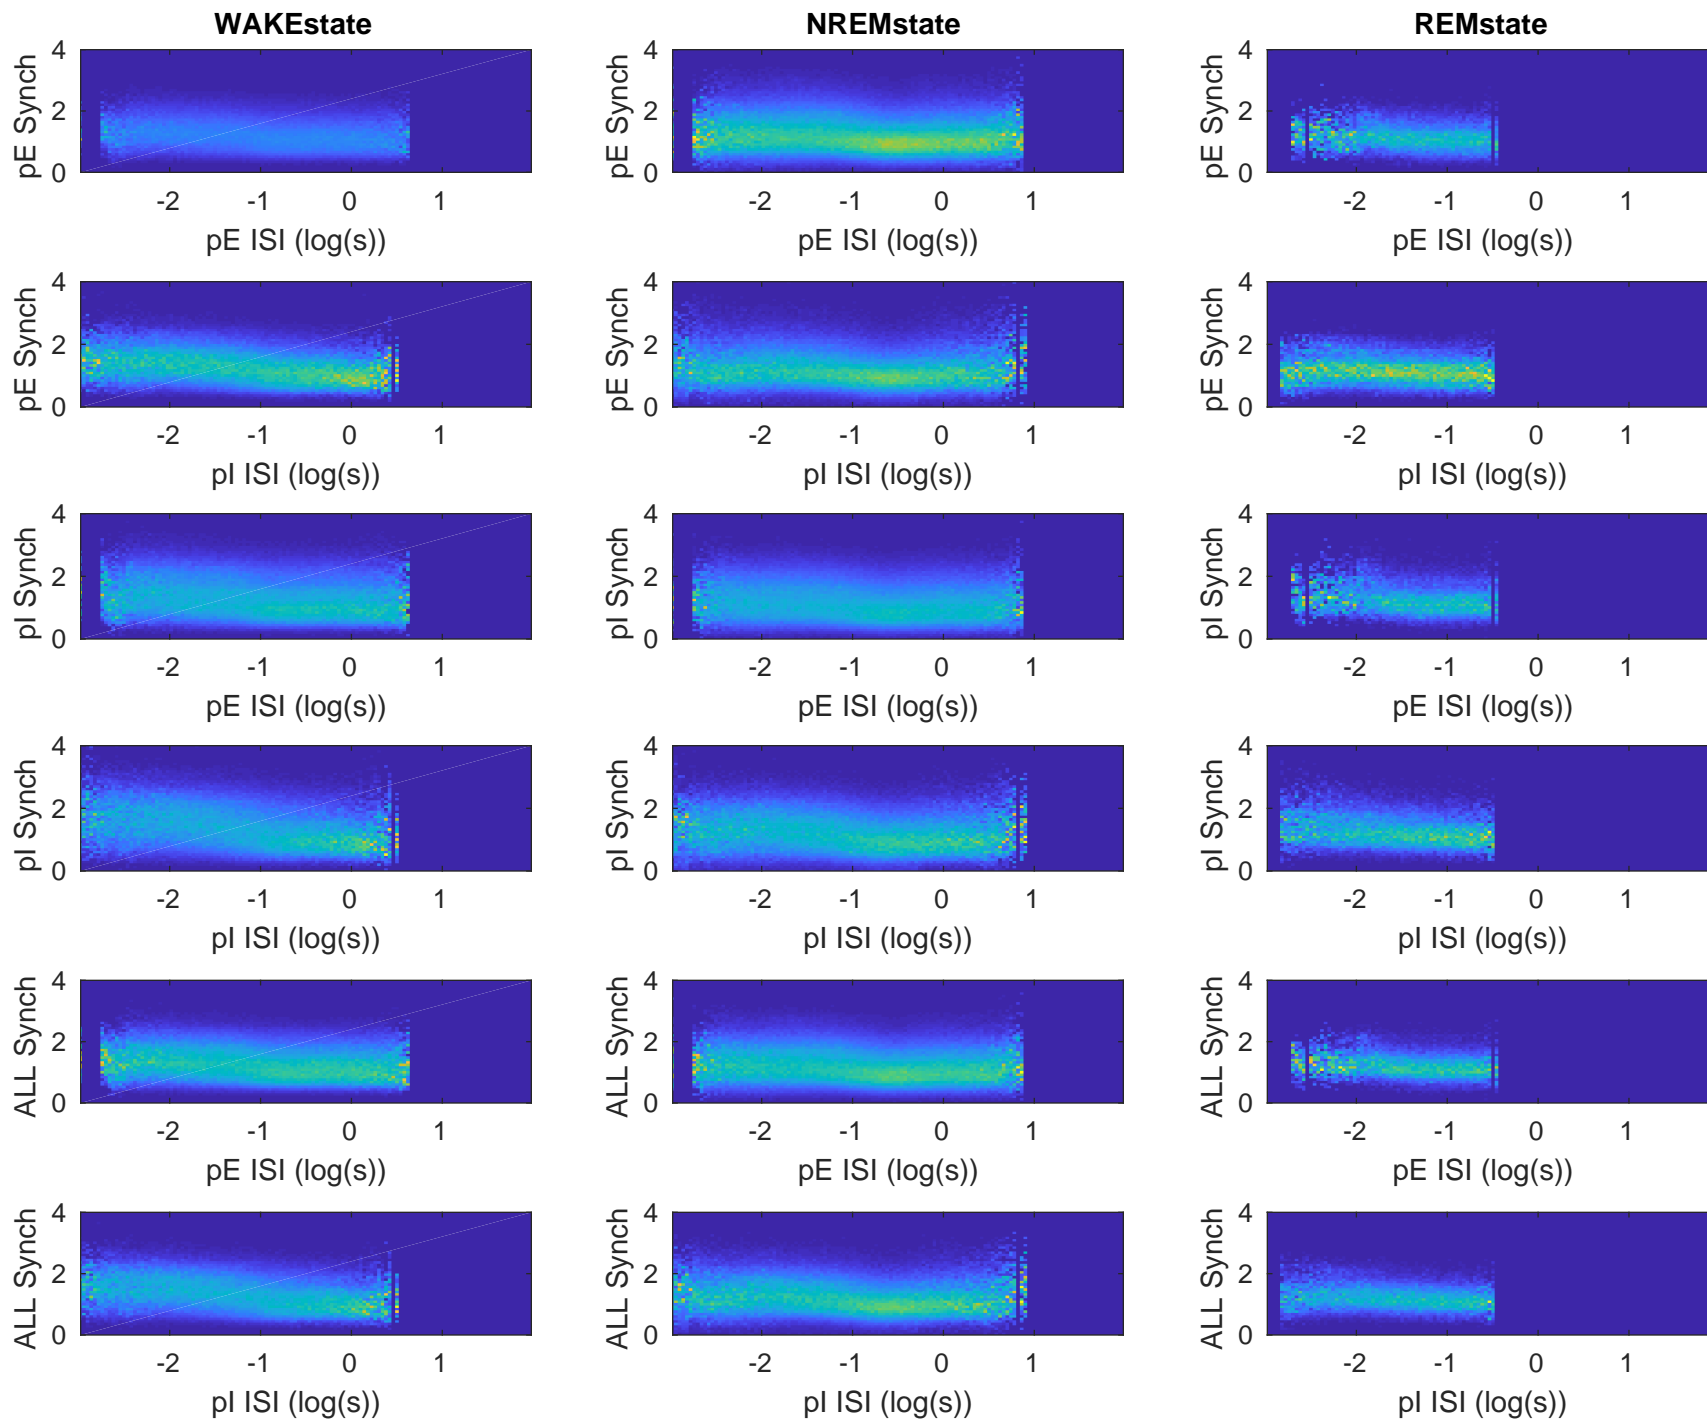 WAKEstate NREMstate REMstate
4 4 4
2 2 2
0 0 0
pE Synch pE Synch pE Synch
-2 -1 0 1 -2 -1 0 1 -2 -1 0 1
pE ISI (log(s)) pE ISI (log(s)) pE ISI (log(s))
4 4 4
2 2 2
0 0 0
pE Synch pE Synch pE Synch
-2 -1 0 1 -2 -1 0 1 -2 -1 0 1
pI ISI (log(s)) pI ISI (log(s)) pI ISI (log(s))
4 4 4
2 2 2
0 0 0
pI Synch pI Synch pI Synch
-2 -1 0 1 -2 -1 0 1 -2 -1 0 1
pE ISI (log(s)) pE ISI (log(s)) pE ISI (log(s))
4 4 4
2 2 2
0 0 0
pI Synch pI Synch pI Synch
-2 -1 0 1 -2 -1 0 1 -2 -1 0 1
pI ISI (log(s)) pI ISI (log(s)) pI ISI (log(s))
4 4 4
2 2 2
0 0 0
ALL Synch ALL Synch ALL Synch
-2 -1 0 1 -2 -1 0 1 -2 -1 0 1
pE ISI (log(s)) pE ISI (log(s)) pE ISI (log(s))
4 4 4
2 2 2
0 0 0
ALL Synch ALL Synch ALL Synch
-2 -1 0 1 -2 -1 0 1 -2 -1 0 1
pI ISI (log(s)) pI ISI (log(s)) pI ISI (log(s))